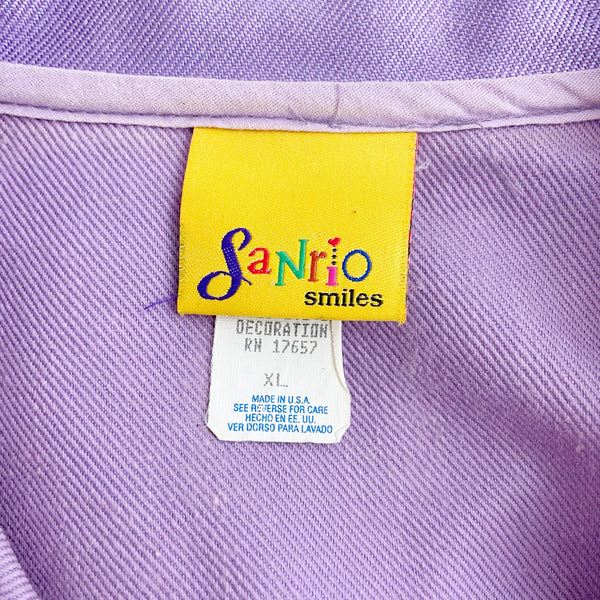 Sanrio
smiles
DECORATION
RN 17657
XL
MADE IN U.S.A.
SEE REVERSE FOR CARE
HECHO EN EE. UU.
VER DORSO PARA LAVADO